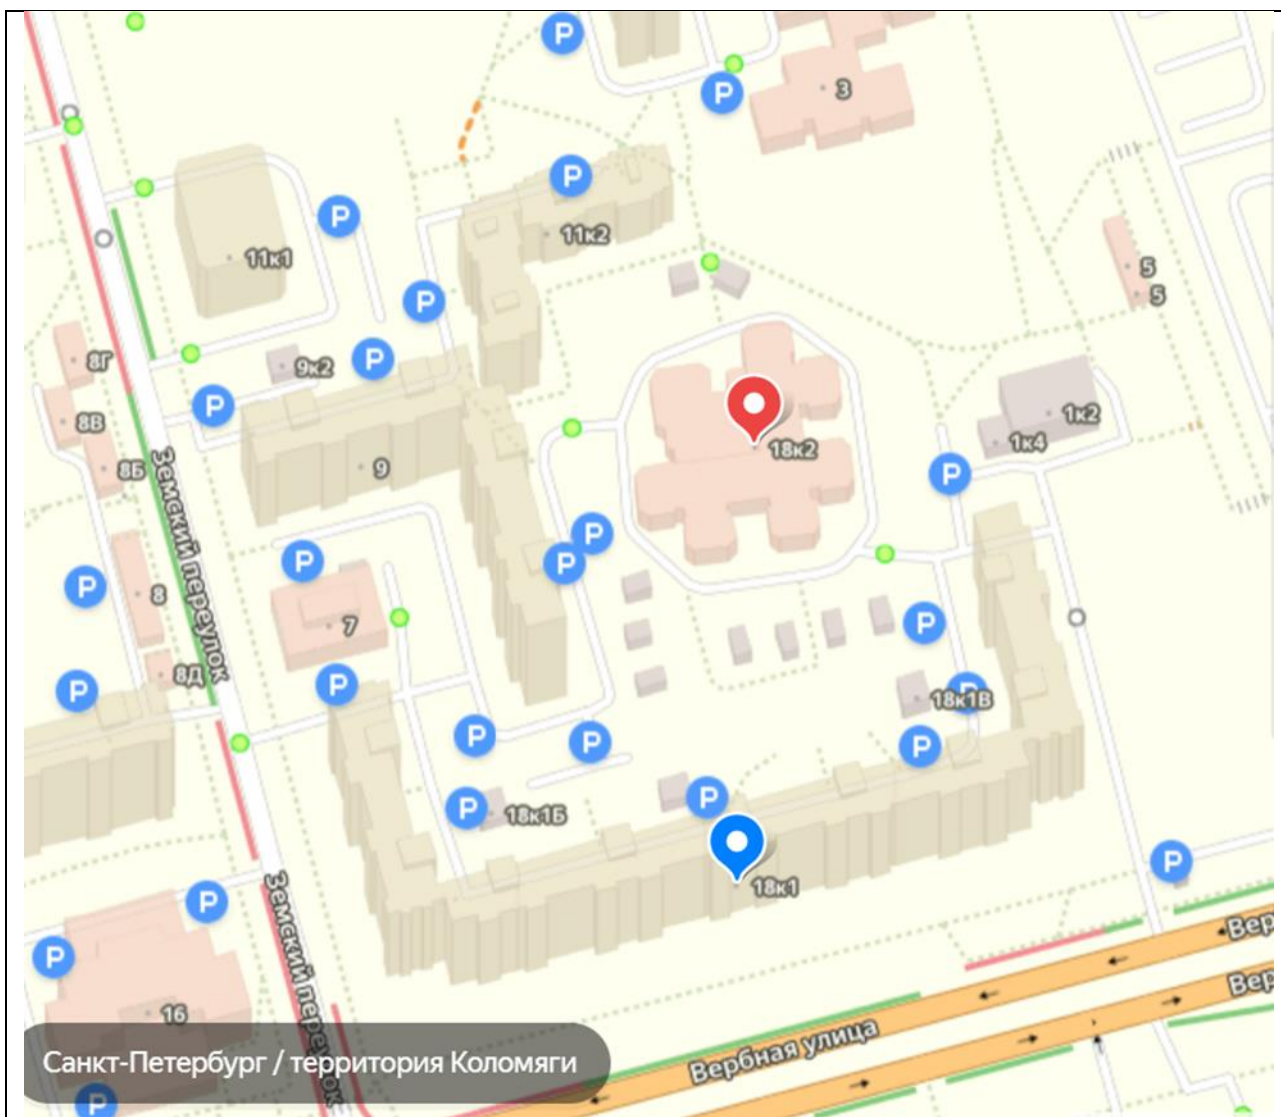 P
P
3
P
11к2
P
11к1
5
5
P
8Г
9к2
P
P
8В
1к2
18к2
1к4
8Б
9
P
Земский переулок
P
P
P
P
8
7
P
8Д
P
P
P
18к1В
P
P
P
P
P
18к1Б
18к1
P
P
Земский переулок
Вер
P
Вер
16
Вербная улица
Санкт-Петербург / территория Коломяги
P